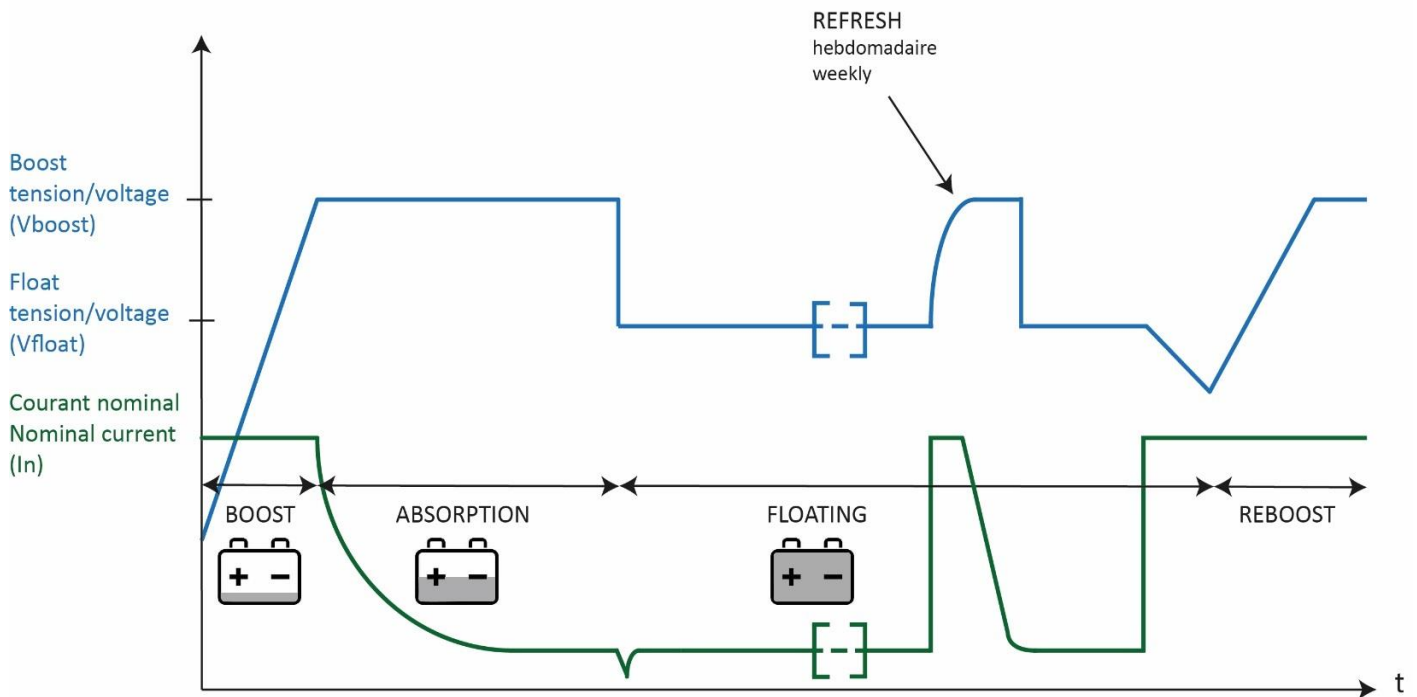 REFRESH
hebdomadaire
weekly
Boost
tension/voltage
(Vboost)
Float
tension/voltage
(Vfloat)
Courant nominal
Nominal current
(In)
BOOST
ABSORPTION
FLOATING
REBOOST
+ −
+ −
+ −
t